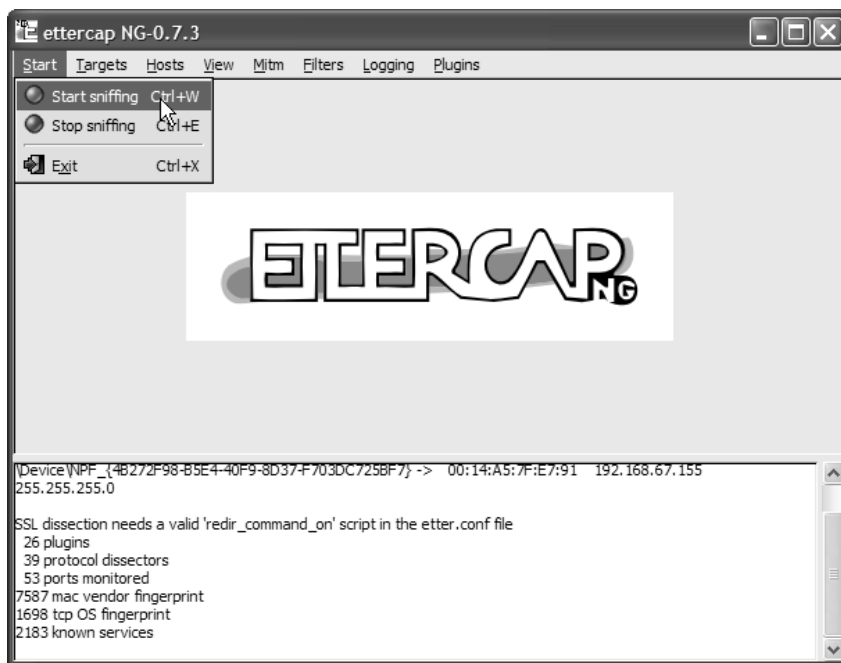 ettercap NG-0.7.3
Start Targets Hosts View Mitm Filters Logging Plugins
Start sniffing Ctrl+W
Stop sniffing Ctrl+E
Exit Ctrl+X
ETTERCAP
NG
\Device\NPF_{4B272F98-B5E4-40F9-8D37-F703DC725BF7} -> 00:14:A5:7F:E7:91 192.168.67.155
255.255.255.0
SSL dissection needs a valid 'redir_command_on' script in the etter.conf file
26 plugins
39 protocol dissectors
53 ports monitored
7587 mac vendor fingerprint
1698 tcp OS fingerprint
2183 known services